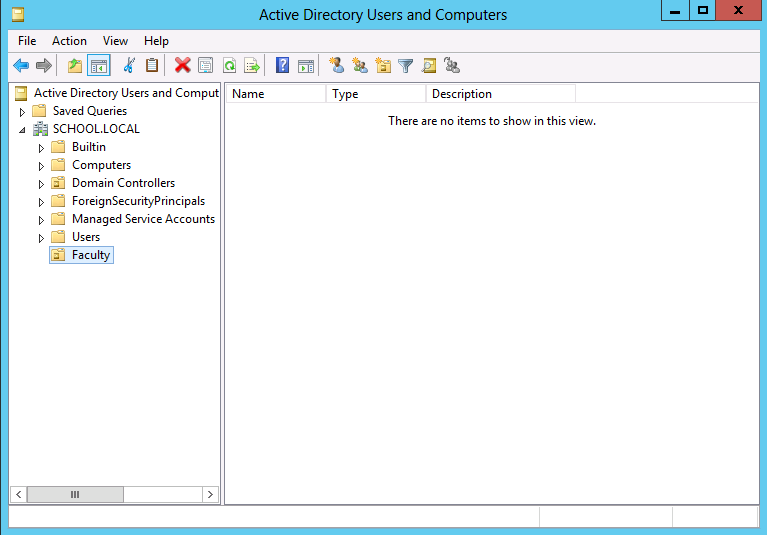 Active Directory Users and Computers
File Action View Help
Active Directory Users and Comput
Saved Queries
SCHOOL.LOCAL
Builtin
Computers
Domain Controllers
ForeignSecurityPrincipals
Managed Service Accounts
Users
Faculty
Name Type Description
There are no items to show in this view.